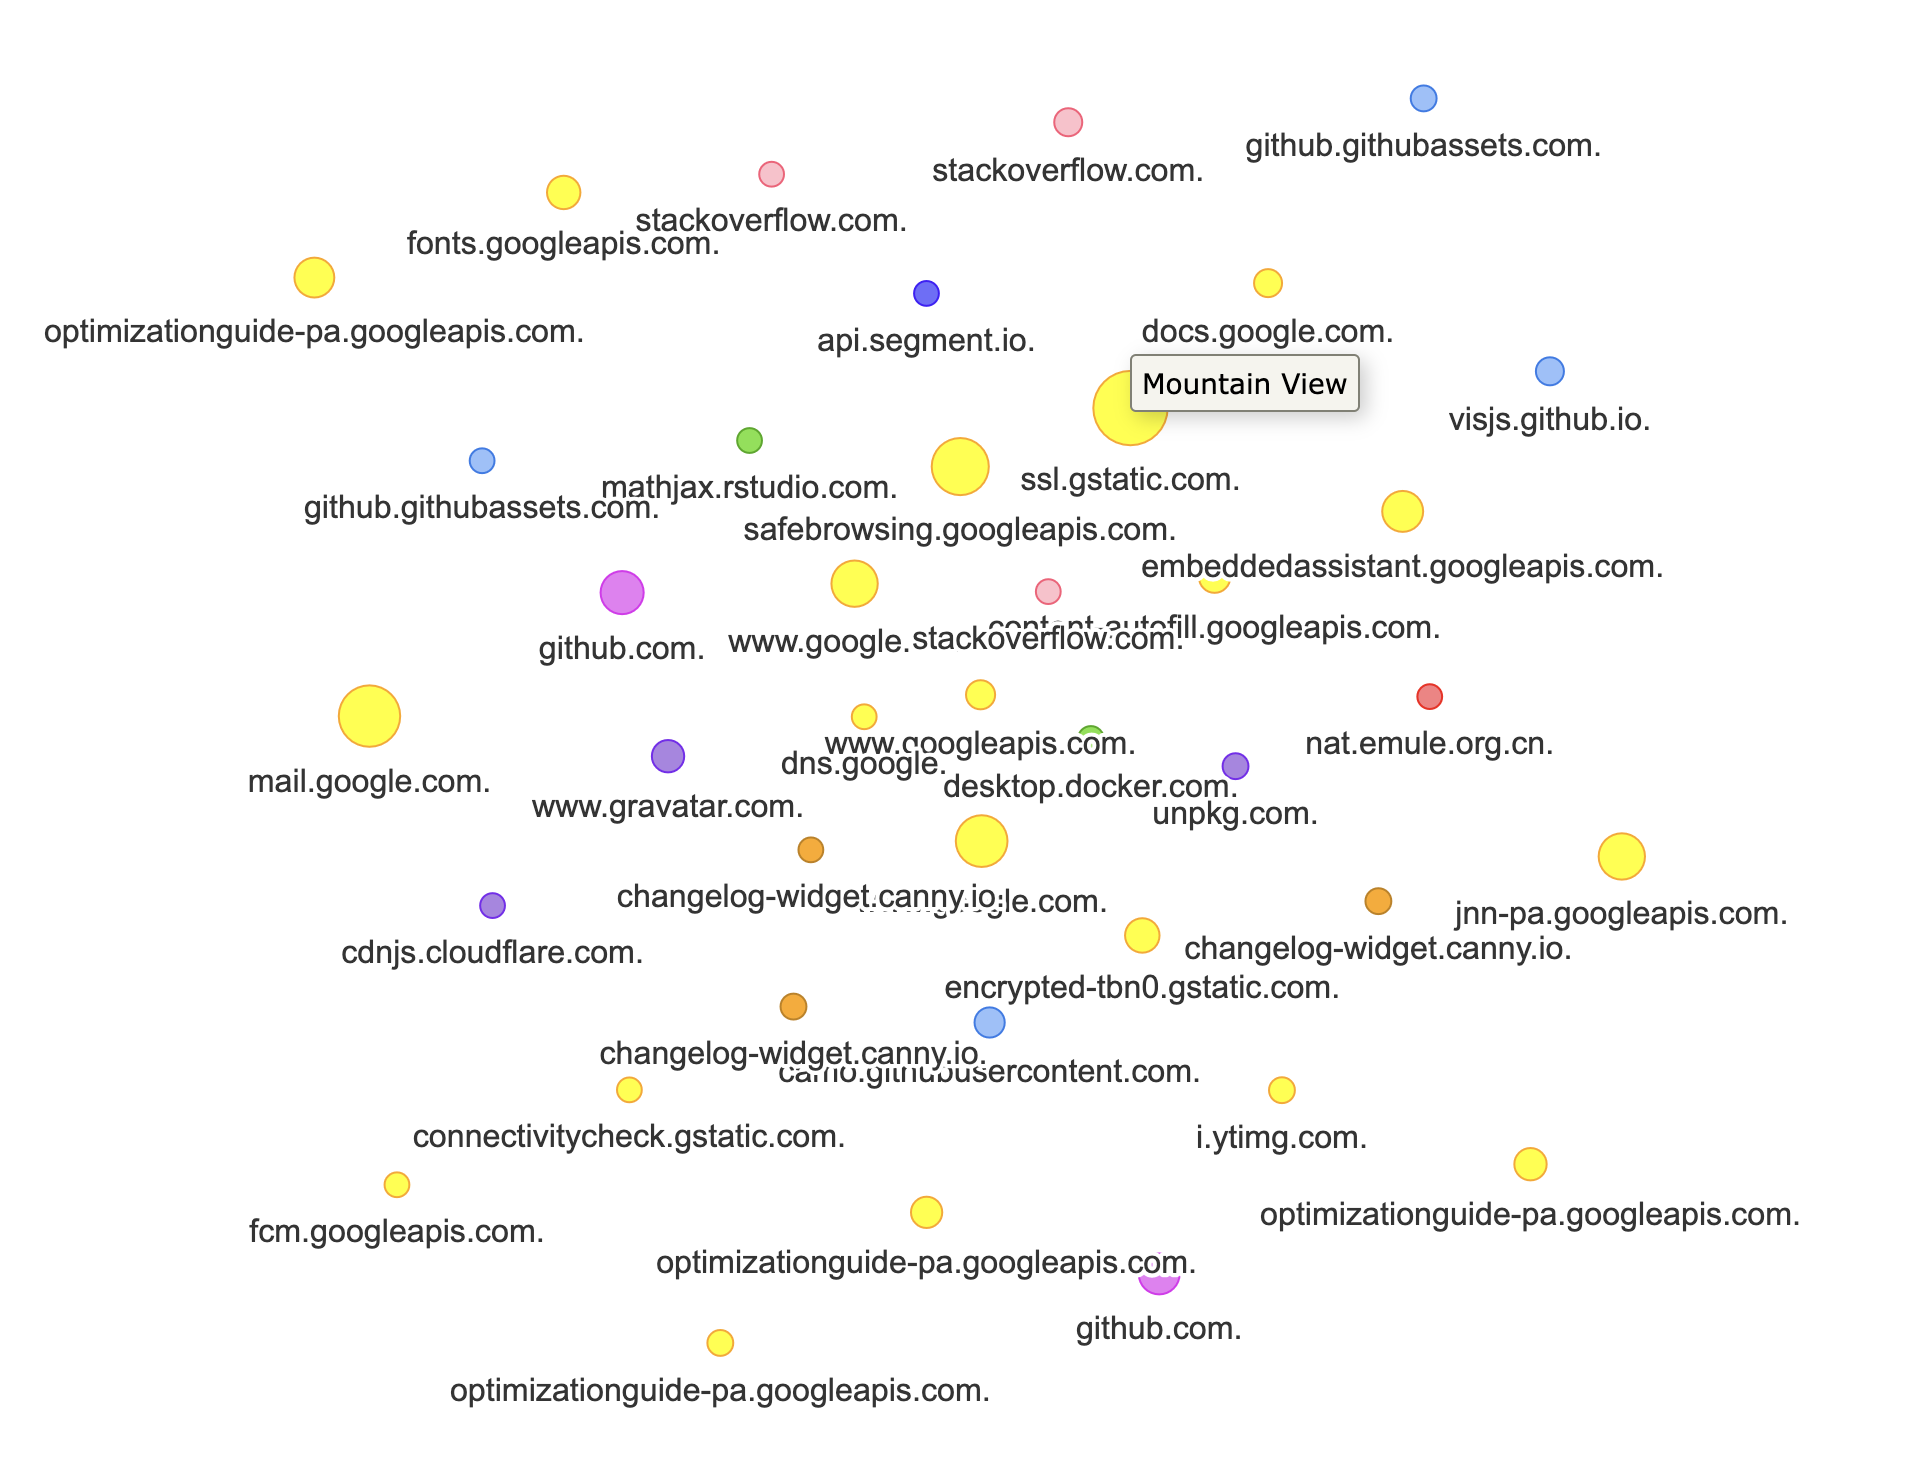 github.githubassets.com.
stackoverflow.com.
stackoverflow.com.
fonts.googleapis.com.
optimizationguide-pa.googleapis.com.
api.segment.io.
docs.google.com.
Mountain View
visjs.github.io.
ssl.gstatic.com.
mathjax.rstudio.com.
github.githubassets.com.
safebrowsing.googleapis.com.
embeddedassistant.googleapis.com.
content-autofill.googleapis.com.
github.com.
www.google.
stackoverflow.com.
www.googleapis.com.
nat.emule.org.cn.
dns.google.
mail.google.com.
desktop.docker.com.
www.gravatar.com.
unpkg.com.
changelog-widget.canny.io.
jnn-pa.googleapis.com.
cdnjs.cloudflare.com.
changelog-widget.canny.io.
encrypted-tbn0.gstatic.com.
changelog-widget.canny.io.
camo.githubusercontent.com.
connectivitycheck.gstatic.com.
i.ytimg.com.
optimizationguide-pa.googleapis.com.
fcm.googleapis.com.
optimizationguide-pa.googleapis.com.
github.com.
optimizationguide-pa.googleapis.com.